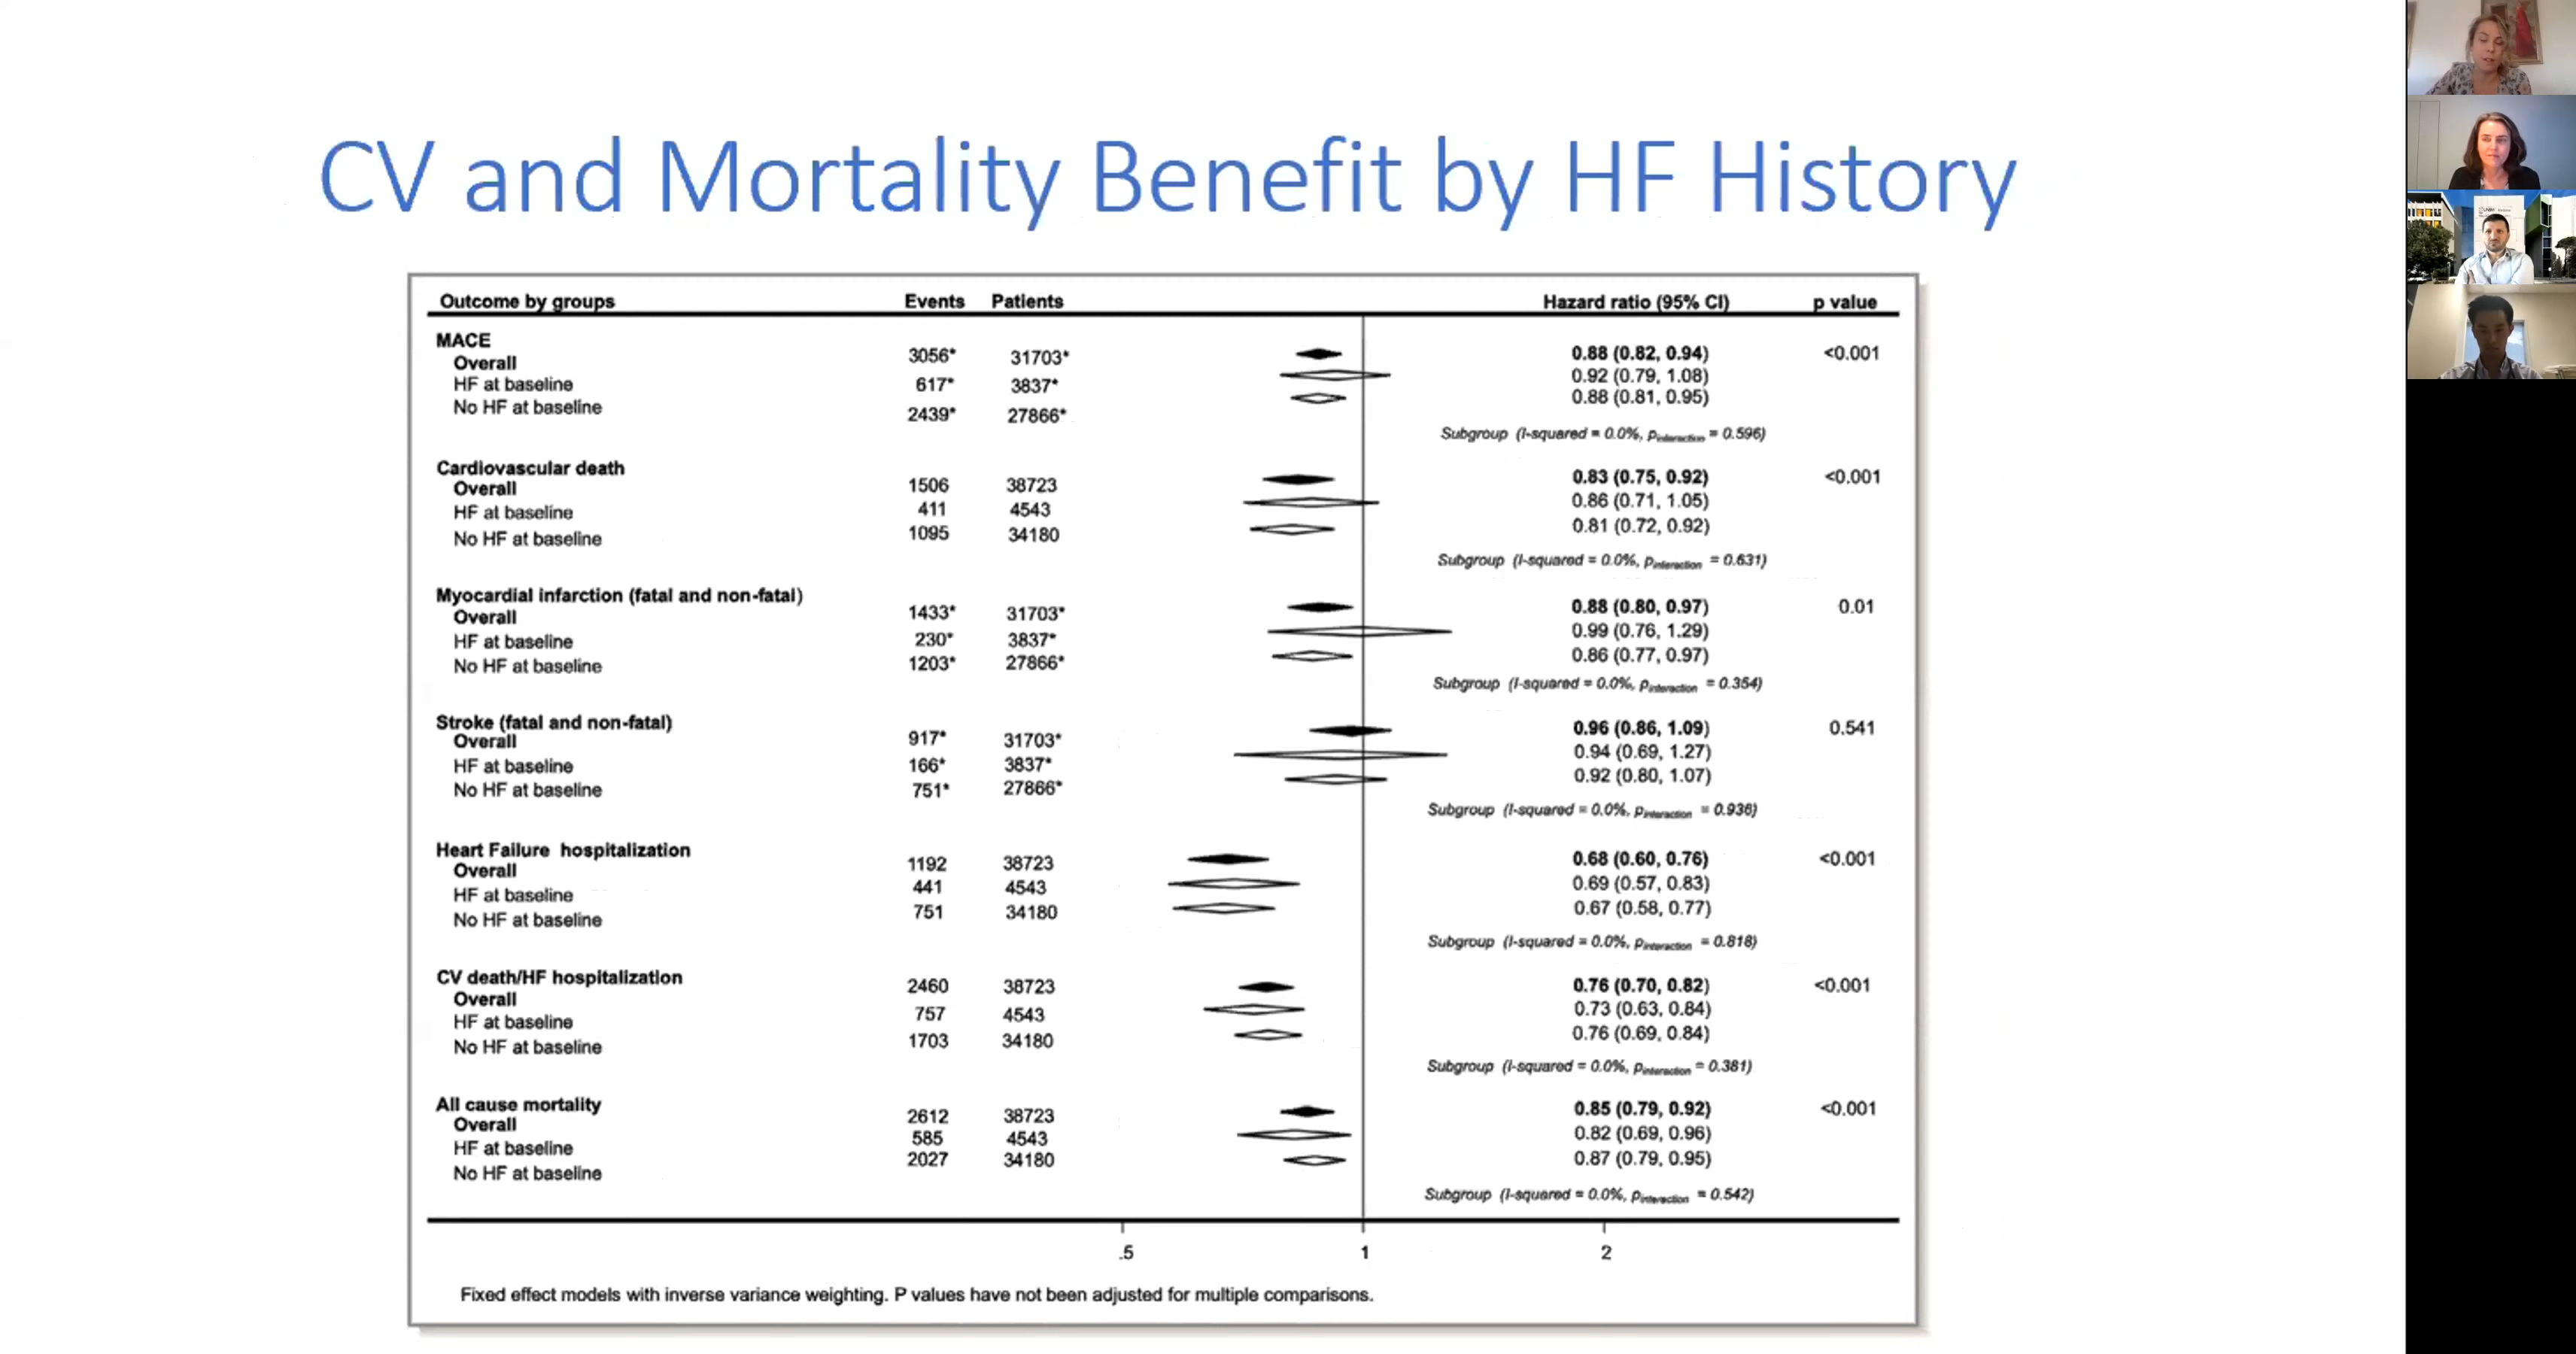 CV and Mortality Benefit by HF History
Outcome by groups Events Patients Hazard ratio (95% CI) p value
MACE
Overall 3056* 31703* 0.88 (0.82, 0.94) <0.001
HF at baseline 617* 3837* 0.92 (0.79, 1.08)
No HF at baseline 2439* 27866* 0.88 (0.81, 0.95)
Subgroup (I-squared = 0.0%, pinteraction = 0.596)
Cardiovascular death
Overall 1506 38723 0.83 (0.75, 0.92) <0.001
HF at baseline 411 4543 0.86 (0.71, 1.05)
No HF at baseline 1095 34180 0.81 (0.72, 0.92)
Subgroup (I-squared = 0.0%, pinteraction = 0.631)
Myocardial infarction (fatal and non-fatal)
Overall 1433* 31703* 0.88 (0.80, 0.97) 0.01
HF at baseline 230* 3837* 0.99 (0.76, 1.29)
No HF at baseline 1203* 27866* 0.86 (0.77, 0.97)
Subgroup (I-squared = 0.0%, pinteraction = 0.354)
Stroke (fatal and non-fatal)
Overall 917* 31703* 0.96 (0.86, 1.09) 0.541
HF at baseline 166* 3837* 0.94 (0.69, 1.27)
No HF at baseline 751* 27866* 0.92 (0.80, 1.07)
Subgroup (I-squared = 0.0%, pinteraction = 0.936)
Heart Failure hospitalization
Overall 1192 38723 0.68 (0.60, 0.76) <0.001
HF at baseline 441 4543 0.69 (0.57, 0.83)
No HF at baseline 751 34180 0.67 (0.58, 0.77)
Subgroup (I-squared = 0.0%, pinteraction = 0.818)
CV death/HF hospitalization
Overall 2460 38723 0.76 (0.70, 0.82) <0.001
HF at baseline 757 4543 0.73 (0.63, 0.84)
No HF at baseline 1703 34180 0.76 (0.69, 0.84)
Subgroup (I-squared = 0.0%, pinteraction = 0.381)
All cause mortality
Overall 2612 38723 0.85 (0.79, 0.92) <0.001
HF at baseline 585 4543 0.82 (0.69, 0.96)
No HF at baseline 2027 34180 0.87 (0.79, 0.95)
Subgroup (I-squared = 0.0%, pinteraction = 0.542)
.5 1 2
Fixed effect models with inverse variance weighting. P values have not been adjusted for multiple comparisons.